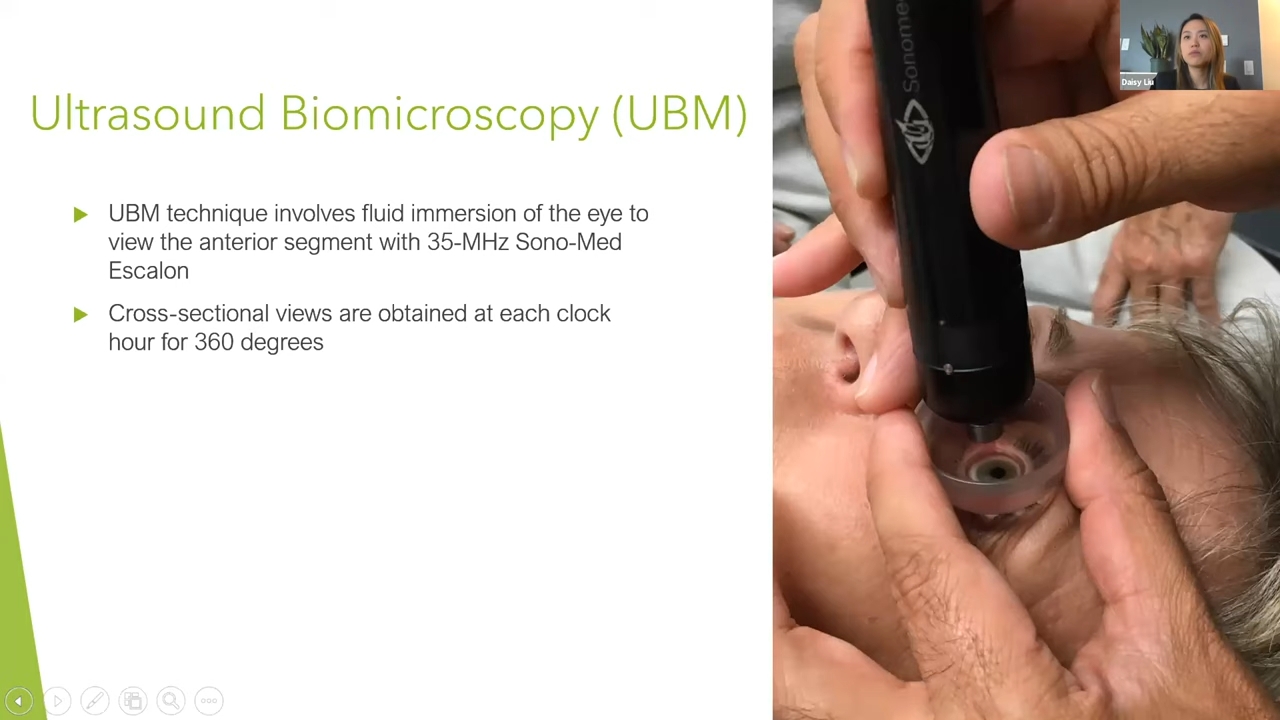 Ultrasound Biomicroscopy (UBM)
UBM technique involves fluid immersion of the eye to
view the anterior segment with 35-MHz Sono-Med
Escalon
Cross-sectional views are obtained at each clock
hour for 360 degrees
Sonome
Daisy Liu